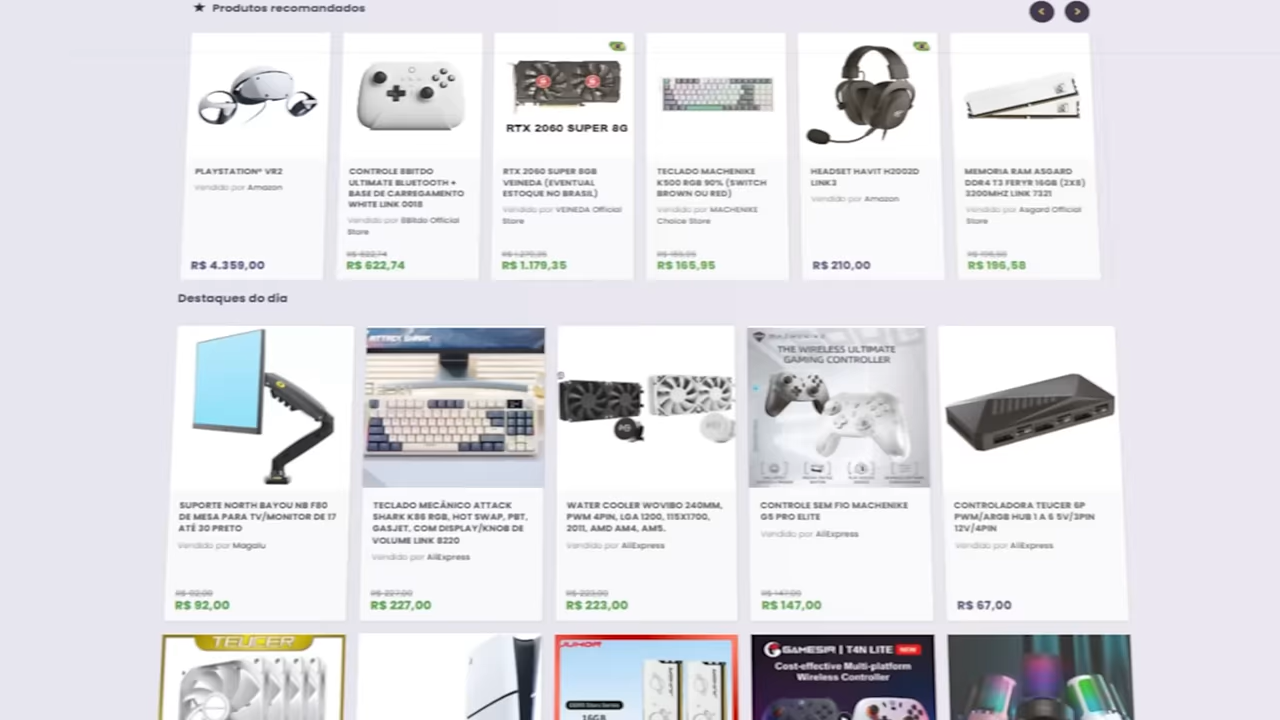 ★ Produtos recomandados
PLAYSTATION® VR2
Vendido por Amazon
R$ 4.359,00
CONTROLE 8BITDO
ULTIMATE BLUETOOTH +
BASE DE CARREGAMENTO
WHITE LINK 0018
Vendido por 8Bitdo Official
Store
R$ 622,74
R$ 622,74
RTX 2060 SUPER 8G
RTX 2060 SUPER 8GB
VEINEDA (EVENTUAL
ESTOQUE NO BRASIL)
Vendido por VEINEDA Official
Store
R$ 1.179,35
TECLADO MACHENIKE
K500 RGB 90% (SWITCH
BROWN OU RED)
Vendido por MACHENIKE
Choice Store
R$ 165,95
R$ 165,95
HEADSET HAVIT H2002D
LINK3
Vendido por Amazon
R$ 210,00
MEMORIA RAM ASGARD
DDR4 T3 FERYR 16GB (2X8)
3200MHZ LINK 7321
Vendido por Asgard Official
Store
R$ 196,58
Destaques do dia
SUPORTE NORTH BAYOU NB F80
DE MESA PARA TV/MONITOR DE 17
ATÉ 30 PRETO
Vendido por Magalu
R$ 92,00
R$ 92,00
ATTACK SHARK
TECLADO MECÂNICO ATTACK
SHARK K86 RGB, HOT SWAP, PBT,
GASJET, COM DISPLAY/KNOB DE
VOLUME LINK 8220
Vendido por AliExpress
R$ 227,00
R$ 227,00
WATER COOLER WOVIBO 240MM,
PWM 4PIN, LGA 1200, 115X1700,
2011, AMD AM4, AM5.
Vendido por AliExpress
R$ 223,00
R$ 223,00
THE WIRELESS ULTIMATE
GAMING CONTROLLER
CONTROLE SEM FIO MACHENIKE
G5 PRO ELITE
Vendido por AliExpress
R$ 147,00
R$ 147,00
CONTROLADORA TEUCER 6P
PWM/ARGB HUB 1 A 6 5V/3PIN
12V/4PIN
Vendido por AliExpress
R$ 67,00
TEUCER
JUHOR
16GB
GAMESIR | T4N LITE NEW
Cost-effective Multi-platform
Wireless Controller